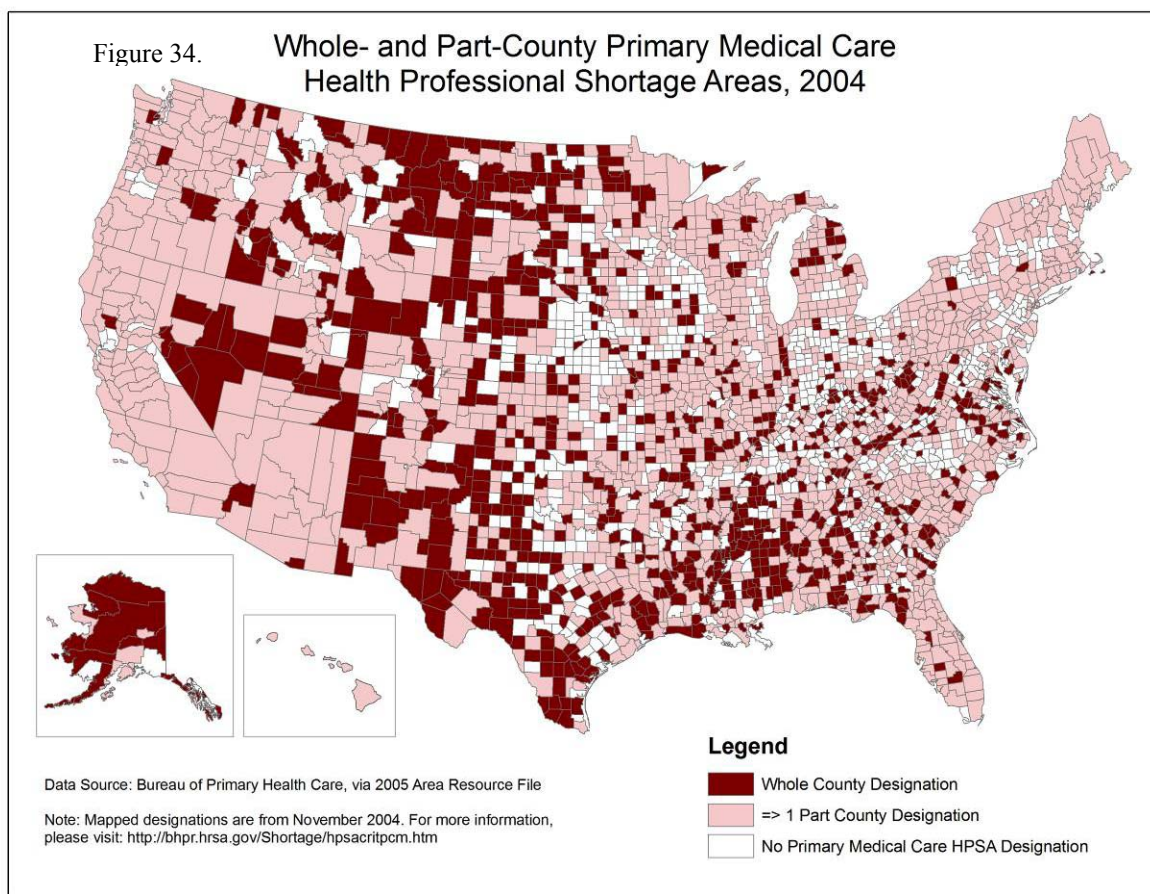 Figure 34.
Whole- and Part-County Primary Medical Care
Health Professional Shortage Areas, 2004
Legend
Whole County Designation
=> 1 Part County Designation
No Primary Medical Care HPSA Designation
Data Source: Bureau of Primary Health Care, via 2005 Area Resource File
Note: Mapped designations are from November 2004. For more information,
please visit: http://bhpr.hrsa.gov/Shortage/hpsacritpcm.htm